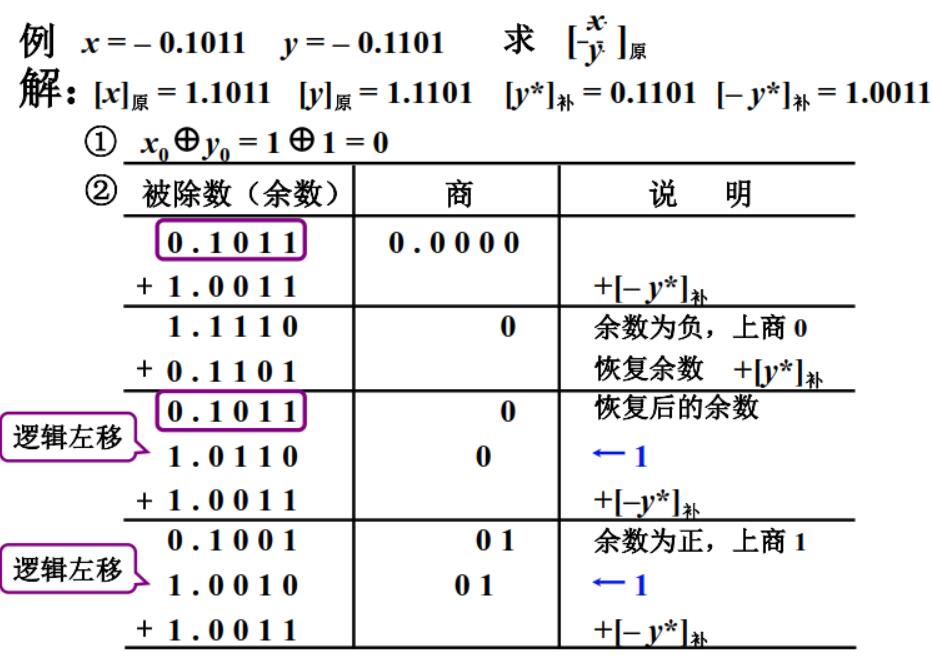 例 x = – 0.1011 y = – 0.1101 求 [x/y]原
解：[x]原 = 1.1011 [y]原 = 1.1101 [y*]补 = 0.1101 [– y*]补 = 1.0011
① x0⊕y0 = 1⊕1 = 0
② 被除数（余数） 商 说 明
0.1011 0.0000
+ 1.0011 +[– y*]补
1.1110 0 余数为负，上商 0
+ 0.1101 恢复余数 +[y*]补
0.1011 0 恢复后的余数
逻辑左移 1.0110 0 ← 1
+ 1.0011 +[–y*]补
0.1001 01 余数为正，上商 1
逻辑左移 1.0010 01 ← 1
+ 1.0011 +[– y*]补